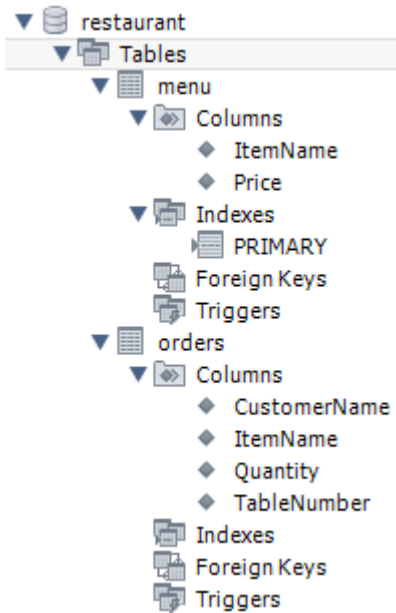 restaurant
Tables
menu
Columns
ItemName
Price
Indexes
PRIMARY
Foreign Keys
Triggers
orders
Columns
CustomerName
ItemName
Quantity
TableNumber
Indexes
Foreign Keys
Triggers